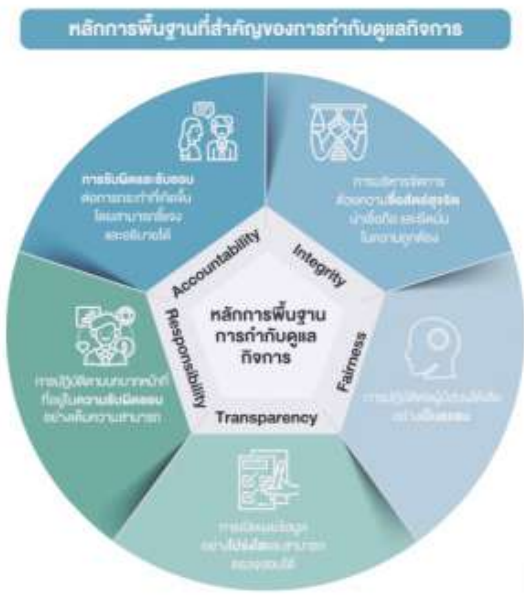 หลักการพื้นฐานที่สำคัญของการกำกับดูแลกิจการ
การรับผิดและรับชอบ
ต่อการกระทำที่เกิดขึ้น
โดยสามารถชี้แจง
และอธิบายได้
Accountability
การบริหารจัดการ
ด้วยความซื่อสัตย์สุจริต
น่าเชื่อถือ และยึดมั่น
ในความถูกต้อง
Integrity
หลักการพื้นฐาน
การกำกับดูแล
กิจการ
Responsibility
การปฏิบัติตามบทบาทหน้าที่
ที่อยู่ในความรับผิดชอบ
อย่างเต็มความสามารถ
Fairness
การปฏิบัติต่อผู้มีส่วนได้เสีย
อย่างเป็นธรรม
Transparency
การเปิดเผยข้อมูล
อย่างโปร่งใสและสามารถ
ตรวจสอบได้